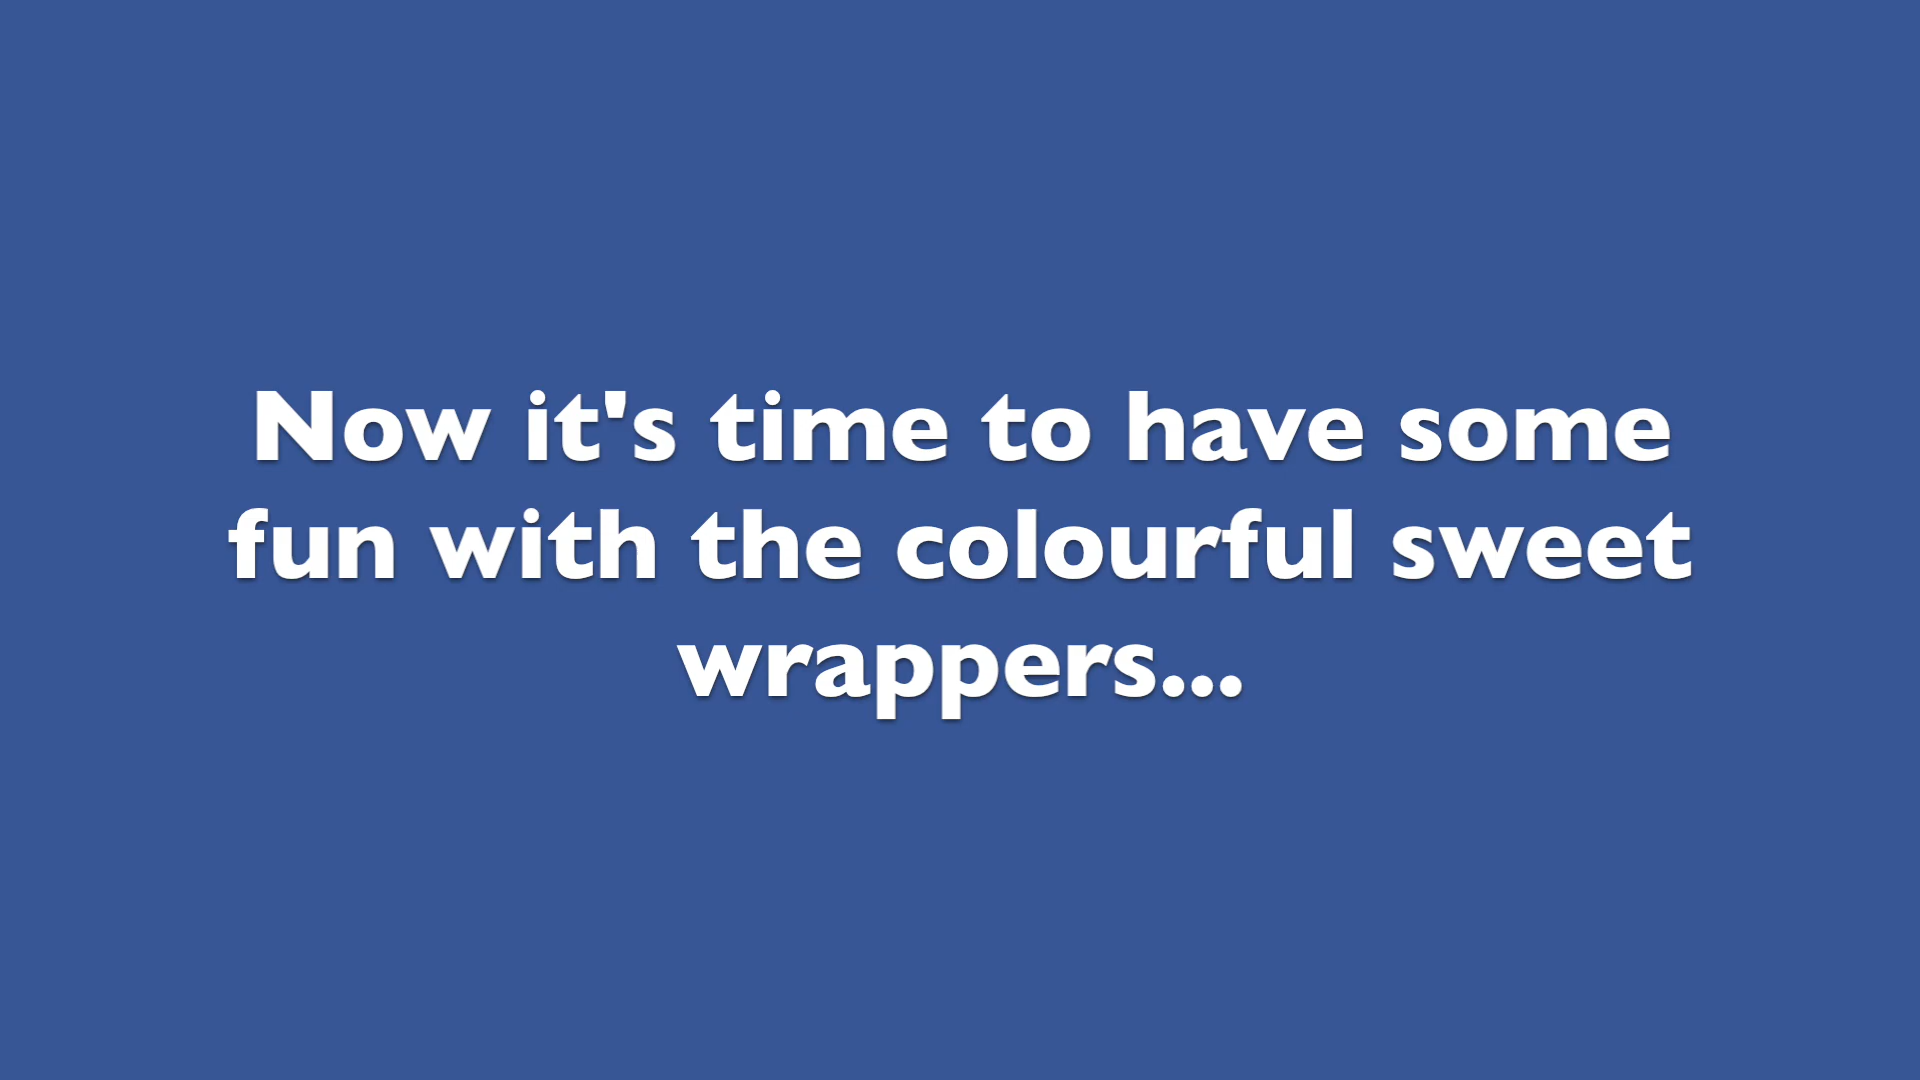 Now it's time to have some
fun with the colourful sweet
wrappers...